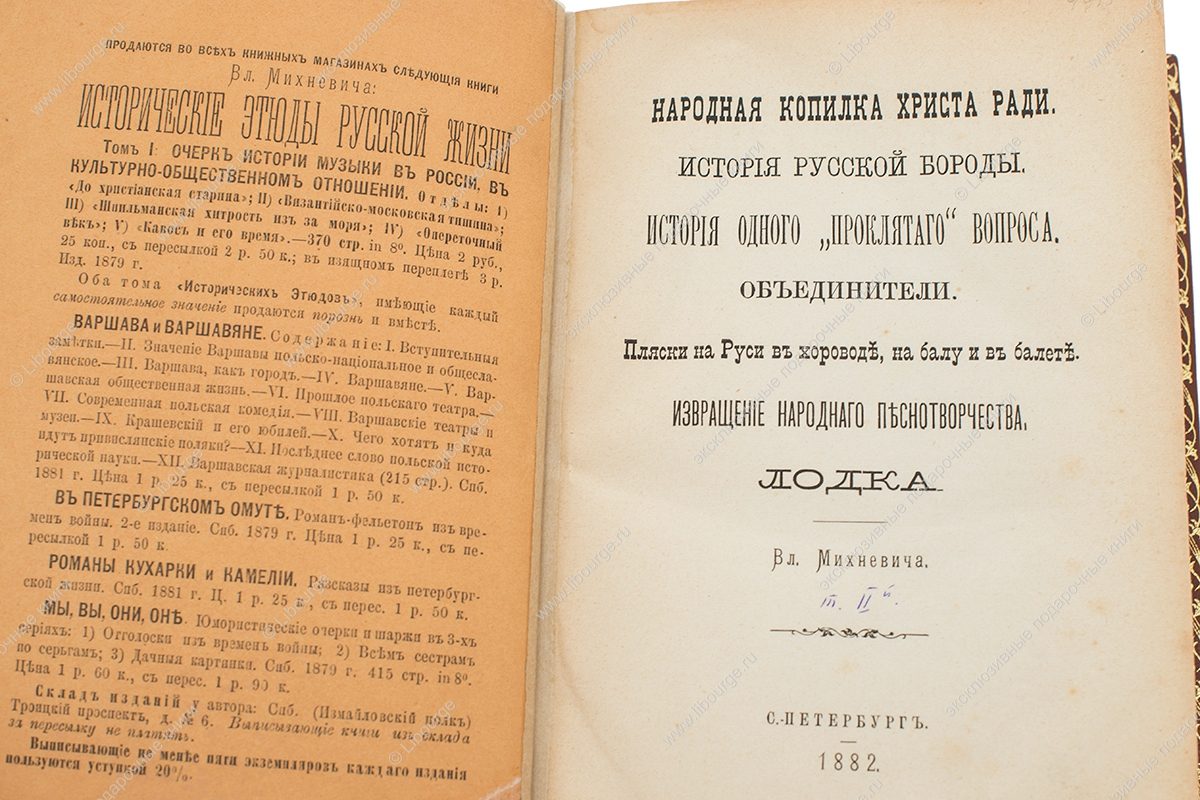 ПРОДАЮТСЯ ВО ВСѢХЪ КНИЖНЫХЪ МАГАЗИНАХЪ СЛѢДУЮЩІЯ КНИГИ
Вл. Михневича:
ИСТОРИЧЕСКІЕ ЭТЮДЫ РУССКОЙ ЖИЗНИ
Томъ I: ОЧЕРКЪ ИСТОРІИ МУЗЫКИ ВЪ РОССІИ, ВЪ
КУЛЬТУРНО-ОБЩЕСТВЕННОМЪ ОТНОШЕНІИ. Отдѣлы: I)
«До христіанская старина»; II) «Византійско-московская тишина»;
III) «Шпильманская хитрость изъ за моря»; IV) «Опереточный
вѣкъ»; V) «Кавосъ и его время».—370 стр. in 8º. Цѣна 2 руб.,
25 коп., съ пересылкой 2 р. 50 к.; въ изящномъ переплетѣ 3 р.
Изд. 1879 г.
Оба тома «Историческихъ Этюдовъ», имѣющіе каждый
самостоятельное значеніе продаются порознь и вмѣстѣ.
ВАРШАВА и ВАРШАВЯНЕ. Содержаніе: I. Вступительныя
замѣтки.—II. Значеніе Варшавы польско-національное и общесла-
вянское.—III. Варшава, какъ городъ.—IV. Варшавяне.—V. Вар-
шавская общественная жизнь.—VI. Прошлое польскаго театра.—
VII. Современная польская комедія.—VIII. Варшавскіе театры и
музеи.—IX. Крашевскій и его юбилей.—X. Чего хотятъ и куда
идутъ привислянскіе поляки?—XI. Послѣднее слово польской исто-
рической науки.—XII. Варшавская журналистика (215 стр.). Спб.
1881 г. Цѣна 1 р. 25 к., съ пересылкой 1 р. 50 к.
ВЪ ПЕТЕРБУРГСКОМЪ ОМУТѢ. Романъ-фельетонъ изъ вре-
менъ войны. 2-е изданіе. Спб. 1879 г. Цѣна 1 р. 25 к., съ пе-
ресылкой 1 р. 50 к.
РОМАНЫ КУХАРКИ и КАМЕЛІИ. Разсказы изъ петербург-
ской жизни. Спб. 1881 г. Ц. 1 р. 25 к., съ перес. 1 р. 50 к.
МЫ, ВЫ, ОНИ, ОНѢ. Юмористическіе очерки и шаржи въ 3-хъ
серіяхъ: 1) Отголоски изъ временъ войны; 2) Всѣмъ сестрамъ
по серьгамъ; 3) Дачныя картинки. Спб. 1879 г. 415 стр. in 8º.
Цѣна 1 р. 60 к., съ перес. 1 р. 90 к.
Складъ изданій у автора: Спб. (Измайловскій полкъ)
Троицкій проспектъ, д. № 6. Выписывающіе книги изъ склада
за пересылку не платятъ.
Выписывающіе не менѣе пяти экземпляровъ каждаго изданія
пользуются уступкой 20%.
НАРОДНАЯ КОПИЛКА ХРИСТА РАДИ.
ИСТОРІЯ РУССКОЙ БОРОДЫ.
ИСТОРІЯ ОДНОГО „ПРОКЛЯТАГО“ ВОПРОСА.
ОБЪЕДИНИТЕЛИ.
Пляски на Руси въ хороводѣ, на балу и въ балетѣ.
ИЗВРАЩЕНІЕ НАРОДНАГО ПѢСНОТВОРЧЕСТВА.
ЛОДКА
Вл. Михневича.
т. II й.
С.-ПЕТЕРБУРГЪ.
1882.
© Libourge.ru
www.libourge.ru
эксклюзивные подарочные книги